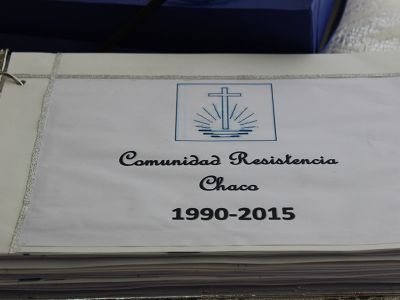 Comunidad Resistencia
Chaco
1990-2015